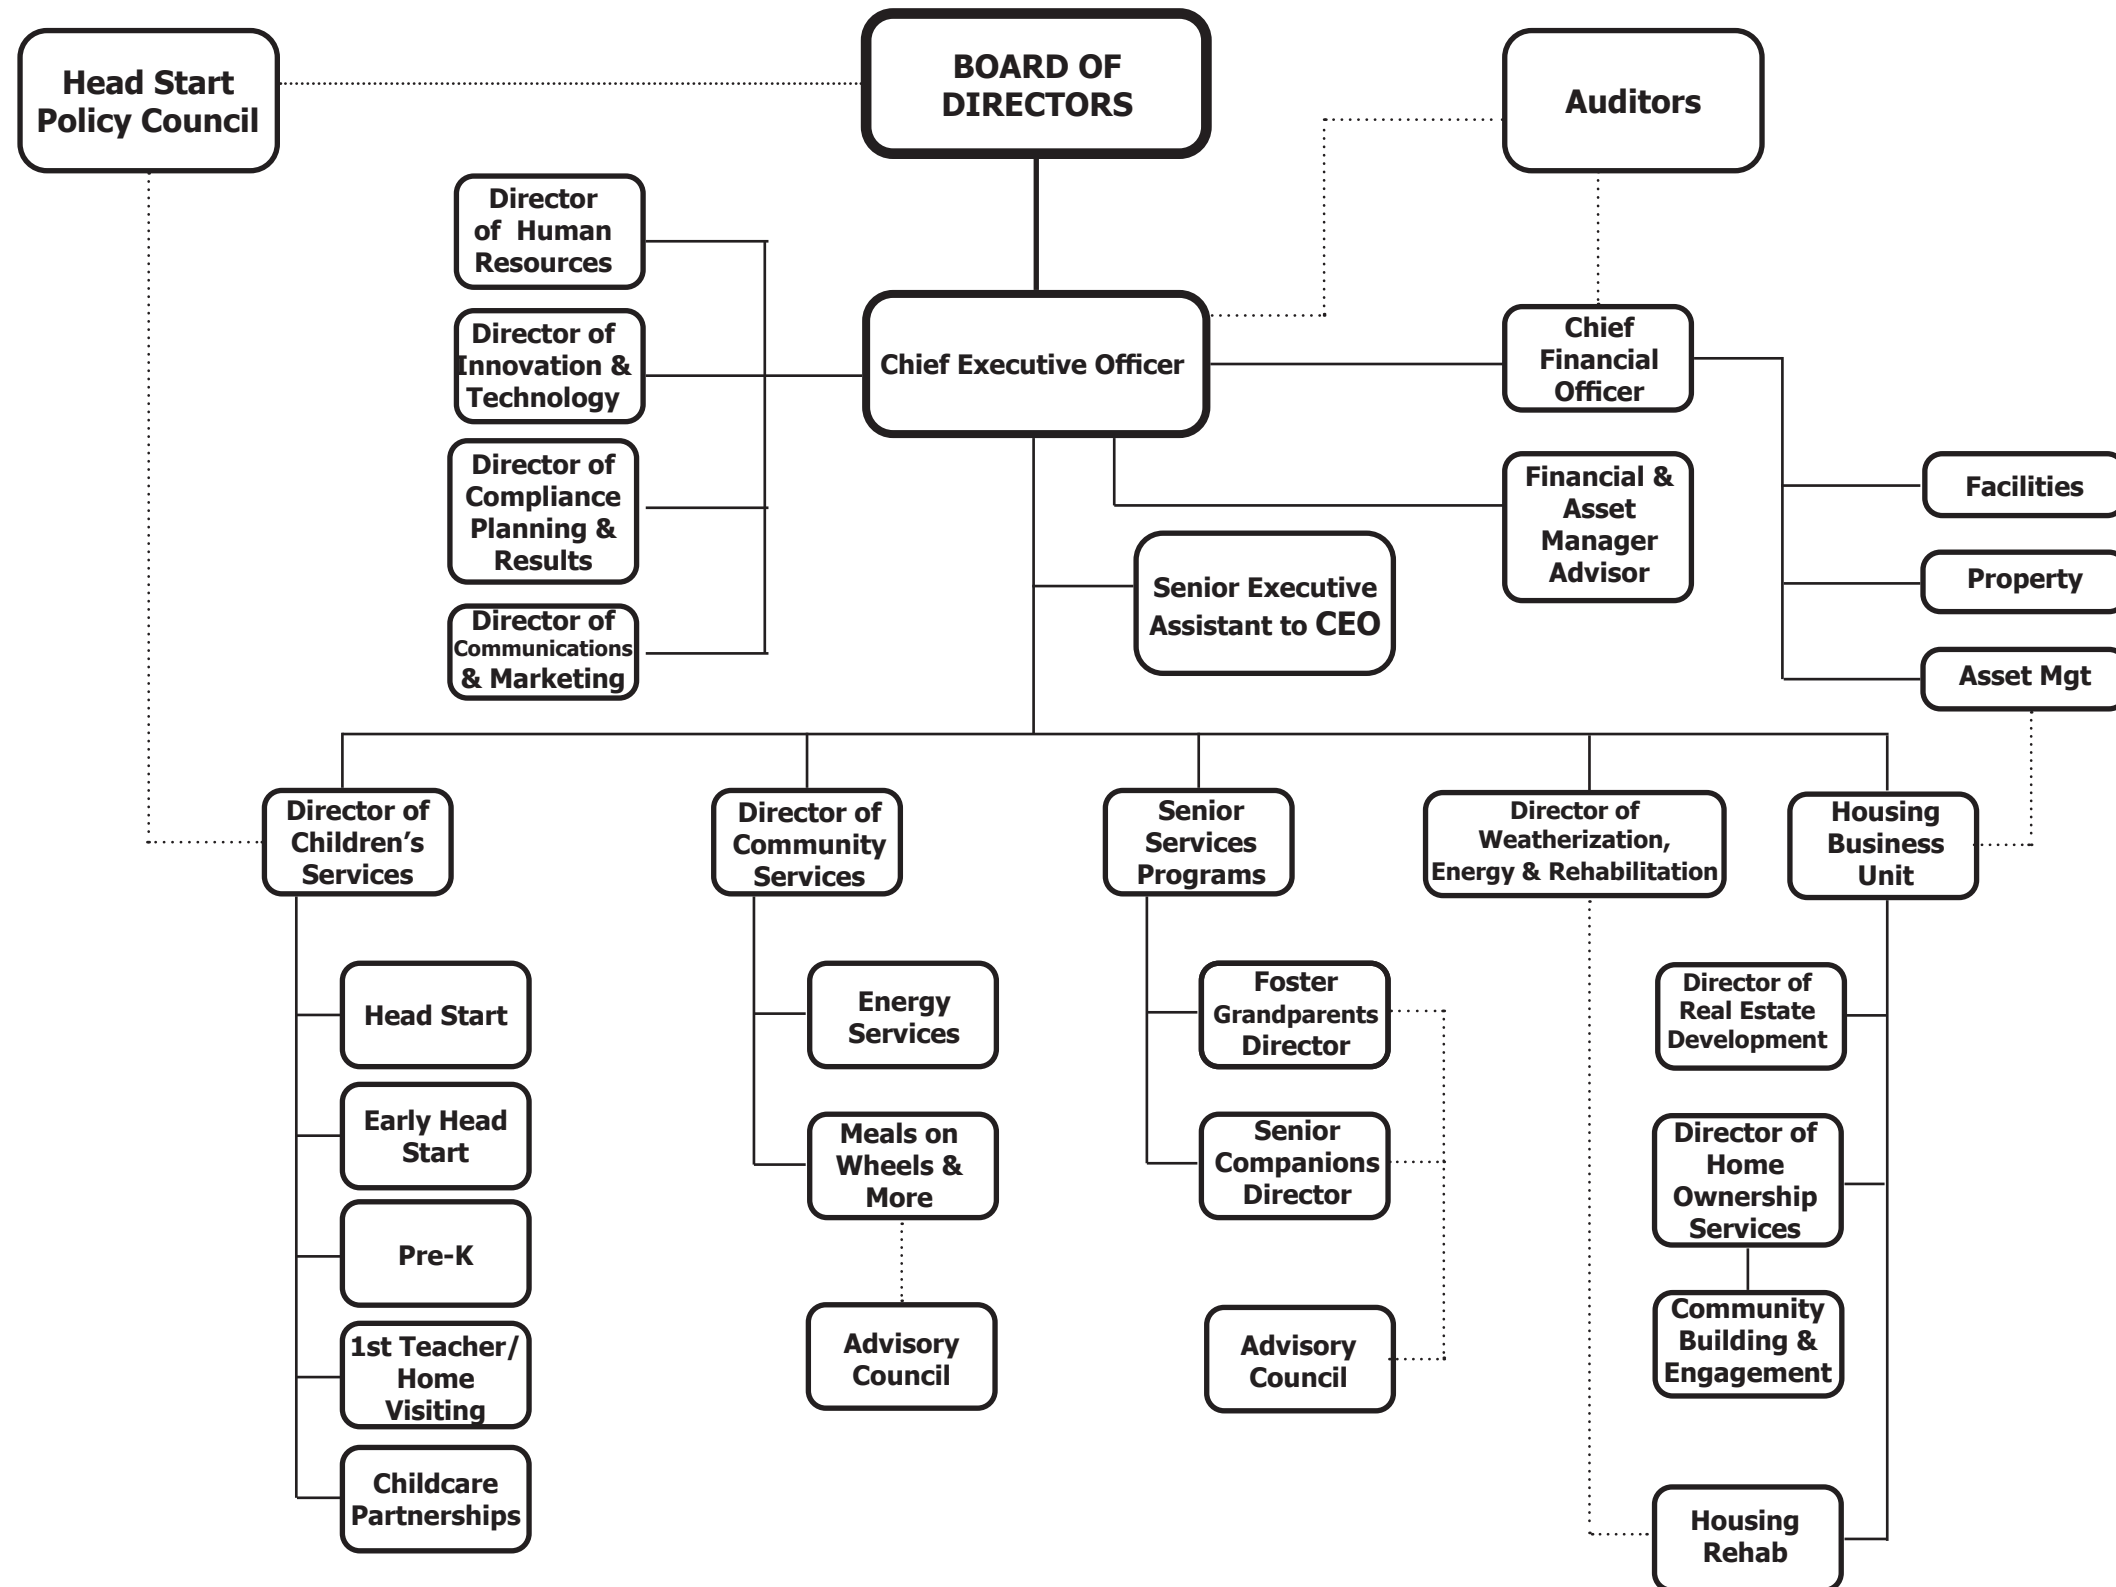 Head Start
Policy Council
BOARD OF
DIRECTORS
Auditors
Director
of Human
Resources
Director of
Innovation &
Technology
Chief Executive Officer
Chief
Financial
Officer
Director of
Compliance
Planning &
Results
Financial &
Asset
Manager
Advisor
Facilities
Property
Asset Mgt
Senior Executive
Assistant to CEO
Director of
Communications
& Marketing
Director of
Children’s
Services
Director of
Community
Services
Senior
Services
Programs
Director of
Weatherization,
Energy & Rehabilitation
Housing
Business
Unit
Head Start
Early Head
Start
Pre-K
1st Teacher/
Home
Visiting
Childcare
Partnerships
Energy
Services
Meals on
Wheels &
More
Advisory
Council
Foster
Grandparents
Director
Senior
Companions
Director
Advisory
Council
Director of
Real Estate
Development
Director of
Home
Ownership
Services
Community
Building &
Engagement
Housing
Rehab